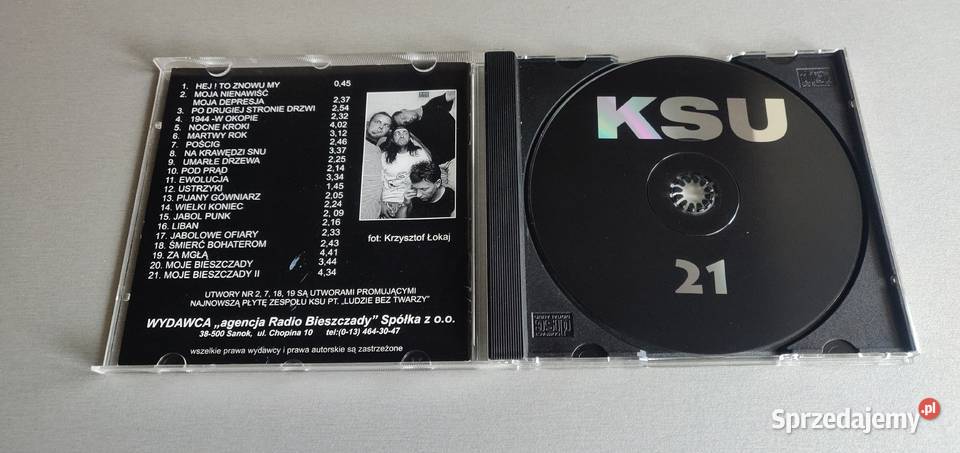 1. HEJ ! TO ZNOWU MY 0,45
2. MOJA NIENAWIŚĆ
MOJA DEPRESJA 2,37
3. PO DRUGIEJ STRONIE DRZWI 2,54
4. 1944 -W OKOPIE 2,32
5. NOCNE KROKI 4,02
6. MARTWY ROK 3,12
7. POŚCIG 2,46
8. NA KRAWĘDZI SNU 3,37
9. UMARŁE DRZEWA 2,25
10. POD PRĄD 2,14
11. EWOLUCJA 3,34
12. USTRZYKI 1,45
13. PIJANY GÓWNIARZ 2,05
14. WIELKI KONIEC 2,24
15. JABOL PUNK 2, 09
16. LIBAN 2,16
17. JABOLOWE OFIARY 2,33
18. ŚMIERĆ BOHATEROM 2,43
19. ZA MGŁĄ 4,41
20. MOJE BIESZCZADY 3,44
21. MOJE BIESZCZADY II 4,34
fot: Krzysztof Łokaj
UTWORY NR 2, 7, 18, 19 SĄ UTWORAMI PROMUJĄCYMI
NAJNOWSZĄ PŁYTĘ ZESPOŁU KSU PT. „LUDZIE BEZ TWARZY"
WYDAWCA „agencja Radio Bieszczady" Spółka z o.o.
38-500 Sanok, ul. Chopina 10 tel:(0-13) 464-30-47
wszelkie prawa wydawcy i prawa autorskie są zastrzeżone
KSU
21
Sprzedajemy.pl